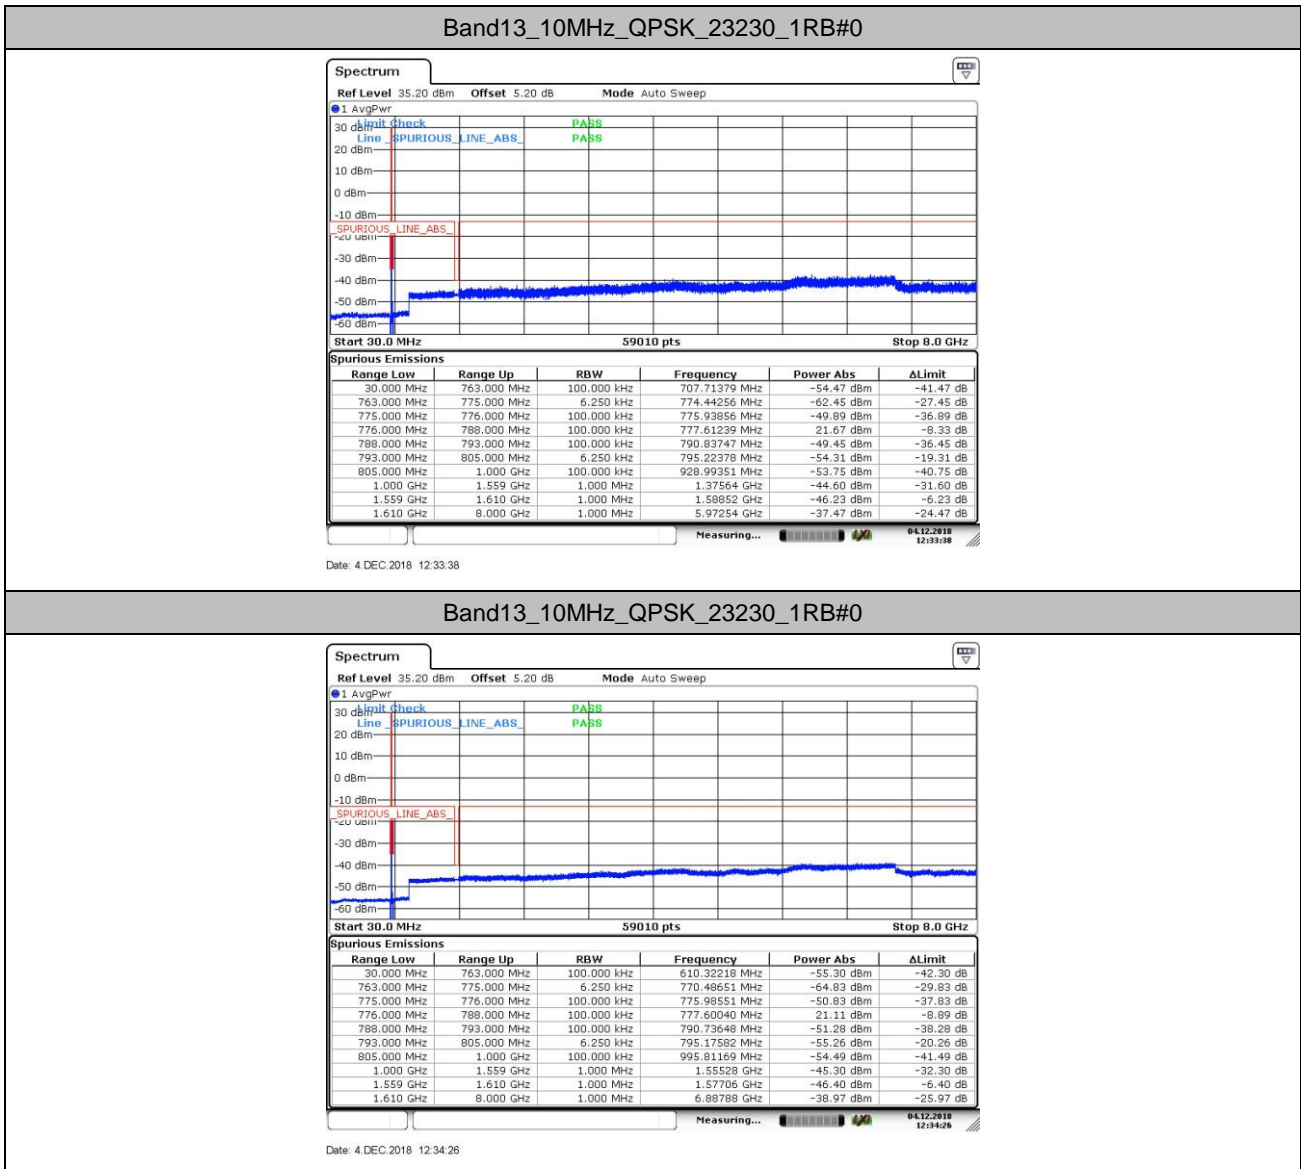 Band13_10MHz_QPSK_23230_1RB#0
Spectrum
Ref Level 35.20 dBm Offset 5.20 dB Mode Auto Sweep
1 AvgPwr
30 dBm Limit Check PASS
Line _SPURIOUS_LINE_ABS_ PASS
20 dBm
10 dBm
0 dBm
-10 dBm
_SPURIOUS_LINE_ABS_
-20 dBm
-30 dBm
-40 dBm
-50 dBm
-60 dBm
Start 30.0 MHz 59010 pts Stop 8.0 GHz
Spurious Emissions
Range Low Range Up RBW Frequency Power Abs ΔLimit
30.000 MHz 763.000 MHz 100.000 kHz 707.71379 MHz -54.47 dBm -41.47 dB
763.000 MHz 775.000 MHz 6.250 kHz 774.44256 MHz -62.45 dBm -27.45 dB
775.000 MHz 776.000 MHz 100.000 kHz 775.93856 MHz -49.89 dBm -36.89 dB
776.000 MHz 788.000 MHz 100.000 kHz 777.61239 MHz 21.67 dBm -8.33 dB
788.000 MHz 793.000 MHz 100.000 kHz 790.83747 MHz -49.45 dBm -36.45 dB
793.000 MHz 805.000 MHz 6.250 kHz 795.22378 MHz -54.31 dBm -19.31 dB
805.000 MHz 1.000 GHz 100.000 kHz 928.99351 MHz -53.75 dBm -40.75 dB
1.000 GHz 1.559 GHz 1.000 MHz 1.37564 GHz -44.60 dBm -31.60 dB
1.559 GHz 1.610 GHz 1.000 MHz 1.58852 GHz -46.23 dBm -6.23 dB
1.610 GHz 8.000 GHz 1.000 MHz 5.97254 GHz -37.47 dBm -24.47 dB
Measuring... LXI 04.12.2018
12:33:38
Date: 4.DEC.2018 12:33:38
Band13_10MHz_QPSK_23230_1RB#0
Spectrum
Ref Level 35.20 dBm Offset 5.20 dB Mode Auto Sweep
1 AvgPwr
30 dBm Limit Check PASS
Line _SPURIOUS_LINE_ABS_ PASS
20 dBm
10 dBm
0 dBm
-10 dBm
_SPURIOUS_LINE_ABS_
-20 dBm
-30 dBm
-40 dBm
-50 dBm
-60 dBm
Start 30.0 MHz 59010 pts Stop 8.0 GHz
Spurious Emissions
Range Low Range Up RBW Frequency Power Abs ΔLimit
30.000 MHz 763.000 MHz 100.000 kHz 610.32218 MHz -55.30 dBm -42.30 dB
763.000 MHz 775.000 MHz 6.250 kHz 770.48651 MHz -64.83 dBm -29.83 dB
775.000 MHz 776.000 MHz 100.000 kHz 775.98551 MHz -50.83 dBm -37.83 dB
776.000 MHz 788.000 MHz 100.000 kHz 777.60040 MHz 21.11 dBm -8.89 dB
788.000 MHz 793.000 MHz 100.000 kHz 790.73648 MHz -51.28 dBm -38.28 dB
793.000 MHz 805.000 MHz 6.250 kHz 795.17582 MHz -55.26 dBm -20.26 dB
805.000 MHz 1.000 GHz 100.000 kHz 995.81169 MHz -54.49 dBm -41.49 dB
1.000 GHz 1.559 GHz 1.000 MHz 1.55528 GHz -45.30 dBm -32.30 dB
1.559 GHz 1.610 GHz 1.000 MHz 1.57706 GHz -46.40 dBm -6.40 dB
1.610 GHz 8.000 GHz 1.000 MHz 6.88788 GHz -38.97 dBm -25.97 dB
Measuring... LXI 04.12.2018
12:34:26
Date: 4.DEC.2018 12:34:26